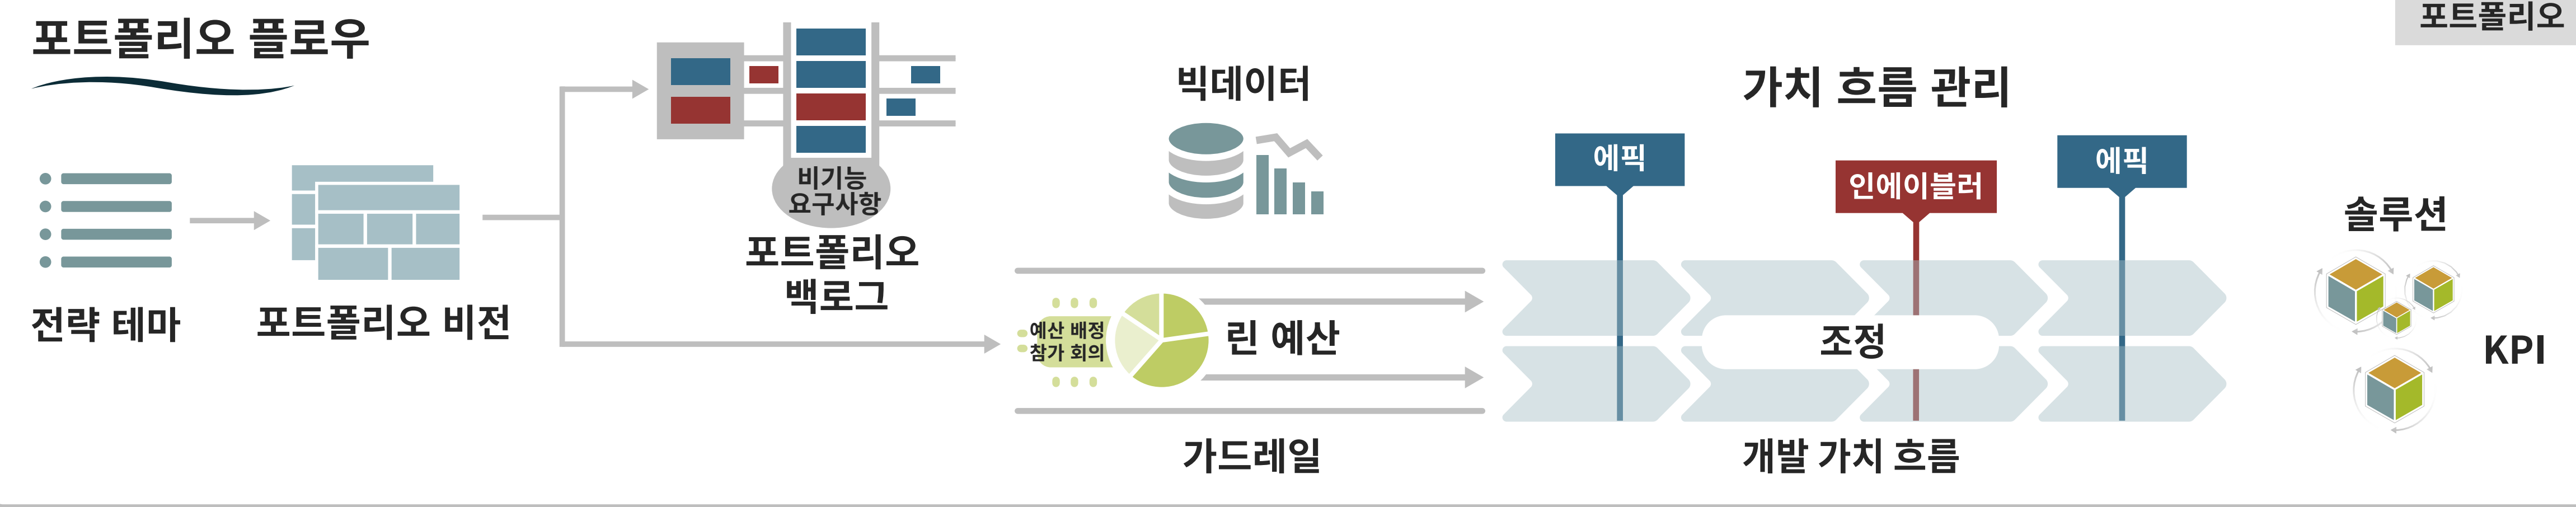 포트폴리오 플로우
포트폴리오
전략 테마
포트폴리오 비전
비기능
요구사항
포트폴리오
백로그
빅데이터
예산 배정
참가 회의
린 예산
가드레일
가치 흐름 관리
에픽
인에이블러
에픽
조정
개발 가치 흐름
솔루션
KPI